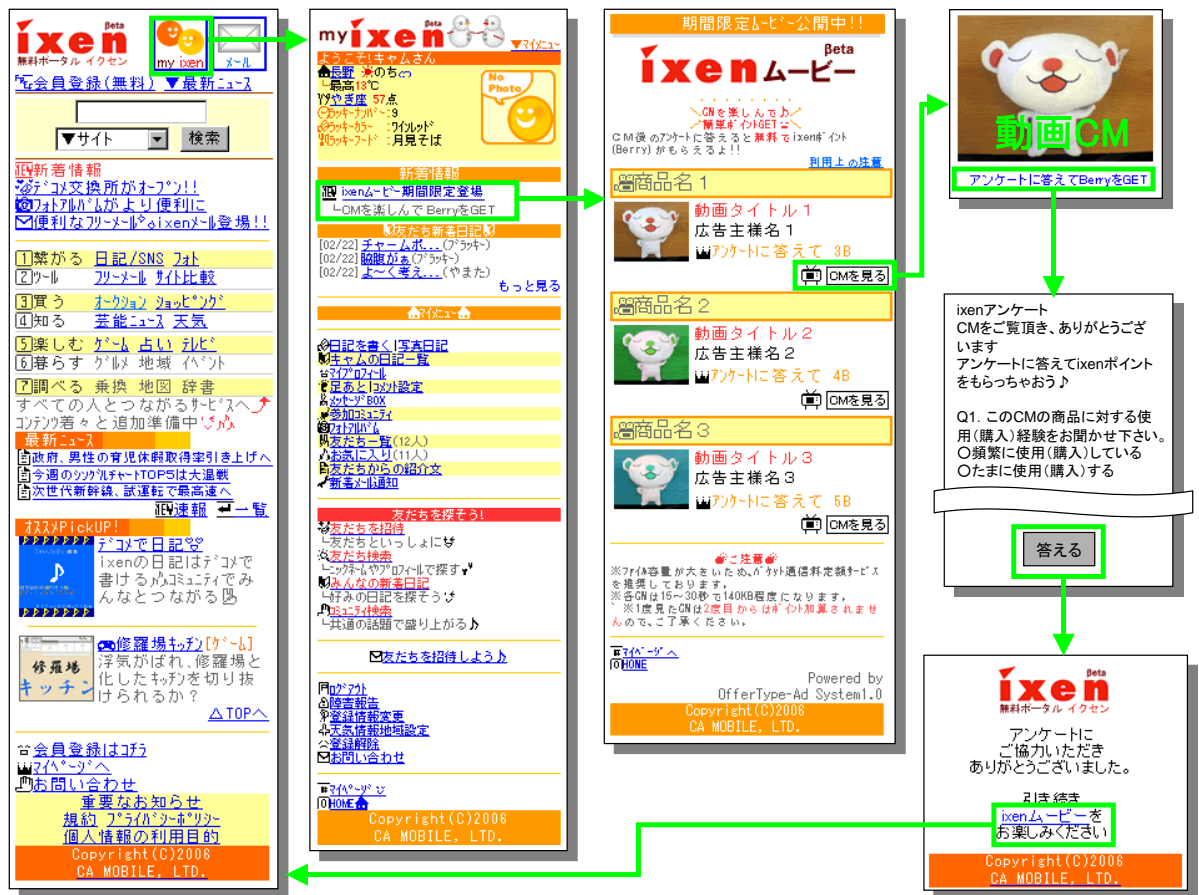 ixen Beta
無料ポータル イクセン
my ixen
メール
会員登録(無料) ▼最新ニュース
▼サイト
検索
新着情報
デコメ交換所がオープン!!
フォトアルバムがより便利に
便利なフリーメール ixenメール登場!!
1 繋がる 日記/SNS フォト
2 ツール フリーメール サイト比較
3 買う オークション ショッピング
4 知る 芸能ニュース 天気
5 楽しむ ゲーム 占い テレビ
6 暮らす グルメ 地域 イベント
7 調べる 乗換 地図 辞書
すべての人とつながるサービスへ
コンテンツ着々と追加準備中
最新ニュース
政府、男性の育児休暇取得率引き上げへ
今週のシングルチャートTOP5は大混戦
次世代新幹線、試運転で最高速へ
速報 一覧
オススメPickUP!
デコメで日記
ixenの日記はデコメで
書ける コミュニティでみ
んなとつながる
修羅場
キッチン
修羅場キッチン[ゲーム]
浮気がばれ、修羅場と
化したキッチンを切り抜
けられるか?
△TOPへ
会員登録はコチラ
マイページへ
お問い合わせ
重要なお知らせ
規約 プライバシーポリシー
個人情報の利用目的
Copyright(C)2006
CA MOBILE, LTD.
my ixen Beta
▼マイメニュー
ようこそ!キャムさん
長野 のち
└最高13℃
やぎ座 57点
ラッキーナンバー:9
ラッキーカラー :ワインレッド
ラッキーフード :月見そば
No Photo
新着情報
ixenムービー期間限定登場
└CMを楽しんでBerryをGET
友だち新着日記
[02/22] チャームポ...(ブラッキー)
[02/22] 脇腹がぁ(ブラッキー)
[02/22] よ~く考え...(やまた)
もっと見る
マイメニュー
日記を書く|写真日記
キャムの日記一覧
マイプロフィール
足あと|コメント設定
メッセージBOX
参加コミュニティ
フォトアルバム
友だち一覧(12人)
お気に入り(11人)
友だちからの紹介文
新着メール通知
友だちを探そう!
友だちを招待
└友だちといっしょに
友だち検索
└ニックネームやプロフィールで探す
みんなの新着日記
└好みの日記を探そう
コミュニティ検索
└共通の話題で盛り上がる♪
友だちを招待しよう♪
ログアウト
障害報告
登録情報変更
天気情報地域設定
登録解除
お問い合わせ
#マイページ
0 HOME
Copyright(C)2006
CA MOBILE, LTD.
期間限定ムービー公開中!!
ixen ムービー Beta
CMを楽しんで♪
簡単ポイントGET
CM後のアンケートに答えると無料でixenポイント
(Berry)がもらえるよ!!
利用上の注意
商品名1
動画タイトル1
広告主様名1
アンケートに答えて 3B
CMを見る
商品名2
動画タイトル2
広告主様名2
アンケートに答えて 4B
CMを見る
商品名3
動画タイトル3
広告主様名3
アンケートに答えて 5B
CMを見る
ご注意
※ファイル容量が大きいため、パケット通信料定額サービス
を推奨しております。
※各CMは15~30秒で140KB程度になります。
※1度見たCMは2度目からはポイント加算されませ
んので、ご了承ください。
#マイページへ
0 HOME
Powered by
OfferType-Ad System1.0
Copyright(C)2006
CA MOBILE, LTD.
動画CM
アンケートに答えてBerryをGET
ixenアンケート
CMをご覧頂き、ありがとうござ
います
アンケートに答えてixenポイント
をもらっちゃおう♪
Q1. このCMの商品に対する使
用(購入)経験をお聞かせ下さい。
○頻繁に使用(購入)している
○たまに使用(購入)する
答える
ixen Beta
無料ポータル イクセン
アンケートに
ご協力いただき
ありがとうございました。
引き続き
ixenムービーを
お楽しみください
Copyright(C)2006
CA MOBILE, LTD.